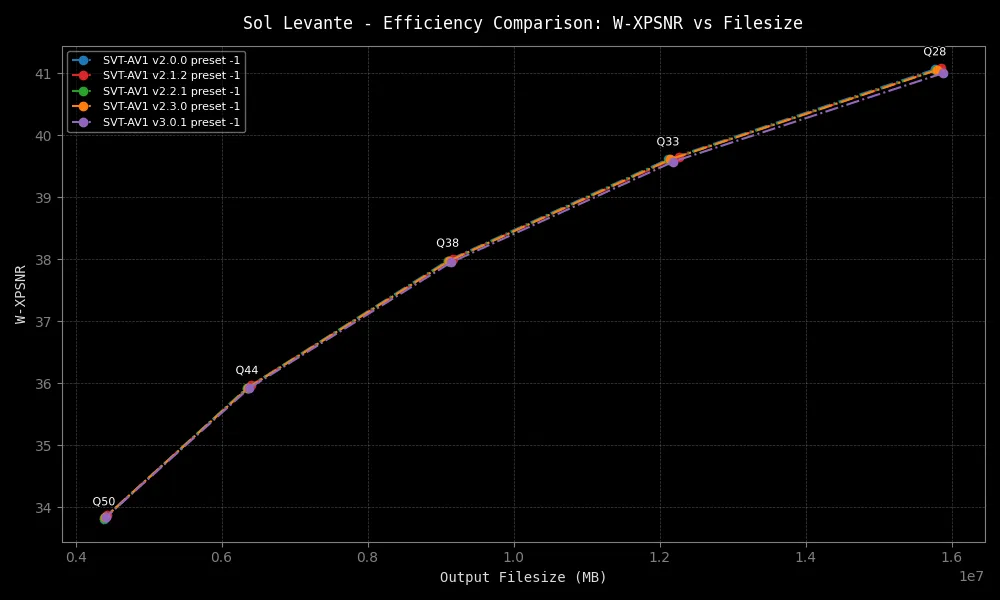 Sol Levante - Efficiency Comparison: W-XPSNR vs Filesize
SVT-AV1 v2.0.0 preset -1
SVT-AV1 v2.1.2 preset -1
SVT-AV1 v2.2.1 preset -1
SVT-AV1 v2.3.0 preset -1
SVT-AV1 v3.0.1 preset -1
Q28
Q33
Q38
Q44
Q50
W-XPSNR
41
40
39
38
37
36
35
34
0.4 0.6 0.8 1.0 1.2 1.4 1.6
1e7
Output Filesize (MB)